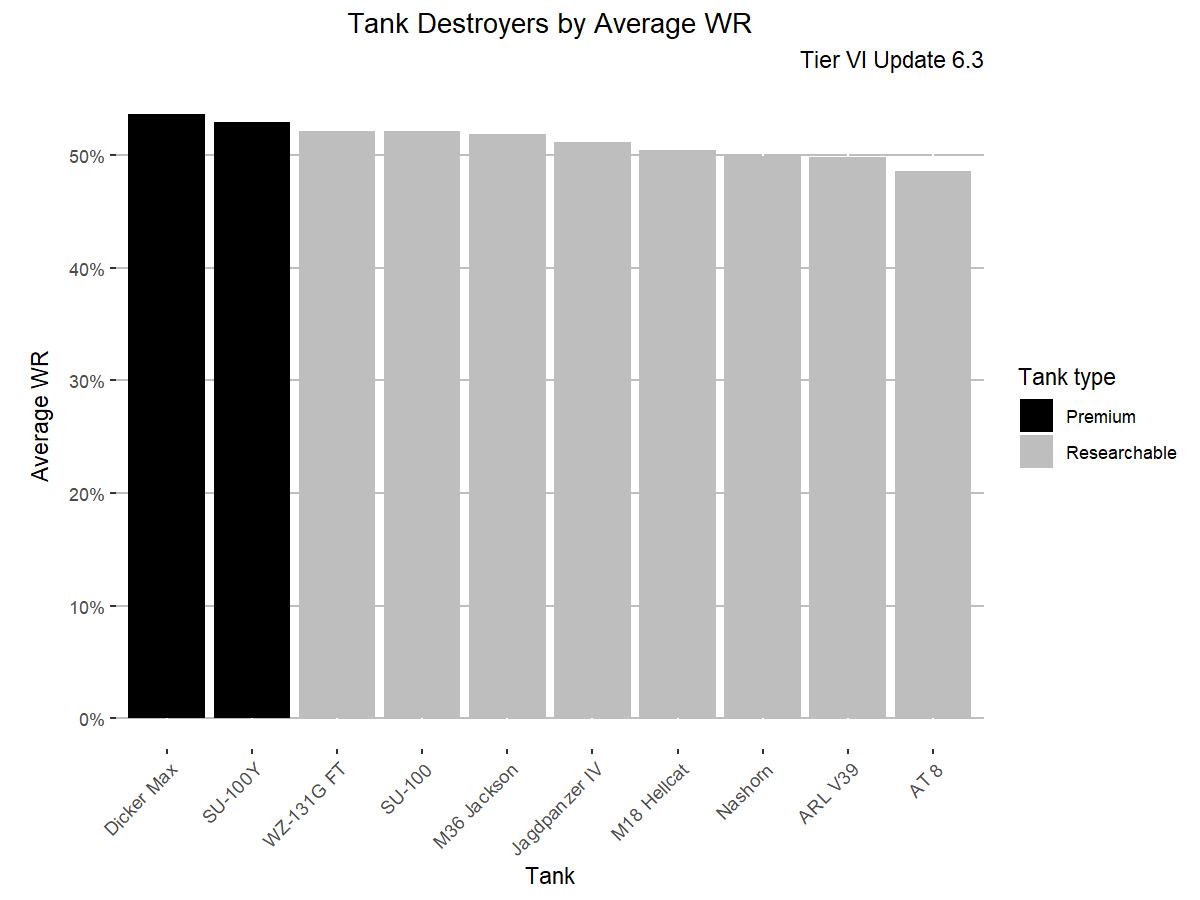 Tank Destroyers by Average WR
Tier VI Update 6.3
Average WR
50%
40%
30%
20%
10%
0%
Dicker Max
SU-100Y
WZ-131G FT
SU-100
M36 Jackson
Jagdpanzer IV
M18 Hellcat
Nashorn
ARL V39
AT 8
Tank
Tank type
Premium
Researchable